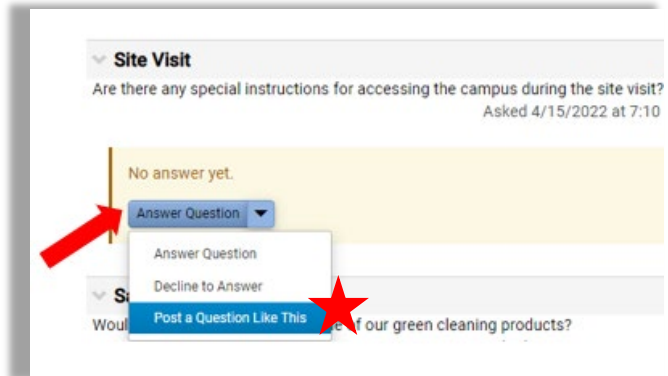 Site Visit
Are there any special instructions for accessing the campus during the site visit?
Asked 4/15/2022 at 7:10
No answer yet.
Answer Question
Answer Question
Decline to Answer
Post a Question Like This
Would of our green cleaning products?